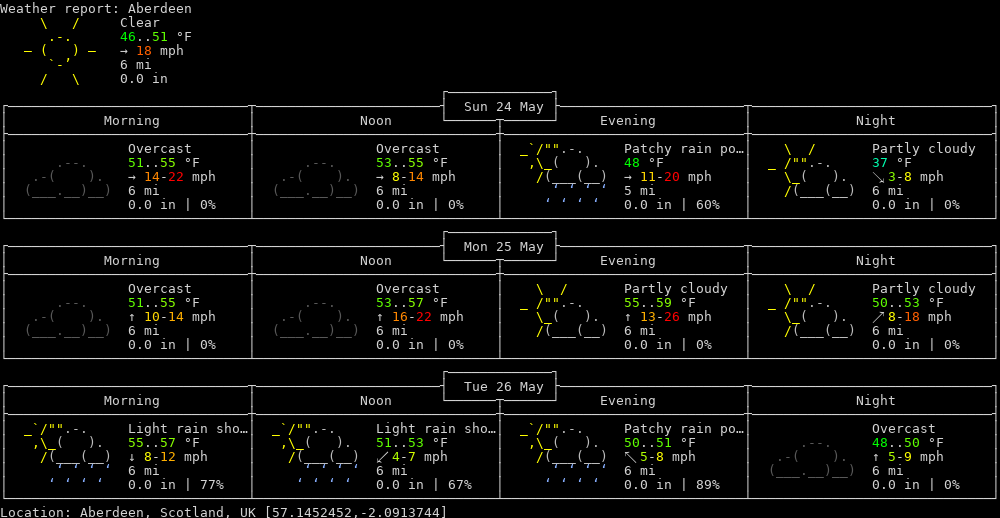 Weather report: Aberdeen
Clear
46..51 °F
→ 18 mph
6 mi
0.0 in
Sun 24 May
Morning Noon Evening Night
Overcast Overcast Patchy rain po… Partly cloudy
51..55 °F 53..55 °F 48 °F 37 °F
→ 14-22 mph → 8-14 mph → 11-20 mph ↘ 3-8 mph
6 mi 6 mi 5 mi 6 mi
0.0 in | 0% 0.0 in | 0% 0.0 in | 60% 0.0 in | 0%
Mon 25 May
Morning Noon Evening Night
Overcast Overcast Partly cloudy Partly cloudy
51..55 °F 53..57 °F 55..59 °F 50..53 °F
↑ 10-14 mph ↑ 16-22 mph ↑ 13-26 mph ↗ 8-18 mph
6 mi 6 mi 6 mi 6 mi
0.0 in | 0% 0.0 in | 0% 0.0 in | 0% 0.0 in | 0%
Tue 26 May
Morning Noon Evening Night
Light rain sho… Light rain sho… Patchy rain po… Overcast
55..57 °F 51..53 °F 50..51 °F 48..50 °F
↓ 8-12 mph ↙ 4-7 mph ↖ 5-8 mph ↑ 5-9 mph
6 mi 6 mi 6 mi 6 mi
0.0 in | 77% 0.0 in | 67% 0.0 in | 89% 0.0 in | 0%
Location: Aberdeen, Scotland, UK [57.1452452,-2.0913744]